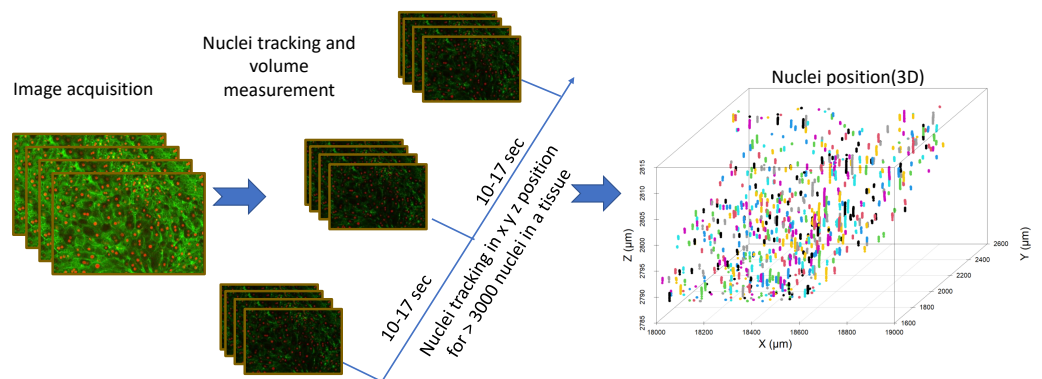 Image acquisition
Nuclei tracking and
volume
measurement
10-17 sec
10-17 sec
Nuclei tracking in x y z position
for > 3000 nuclei in a tissue
Nuclei position(3D)
Z (µm)
2815
2810
2805
2800
2795
2790
2785
18000
18200
18400
18600
18800
19000
X (µm)
1600
1800
2000
2200
2400
2600
Y (µm)